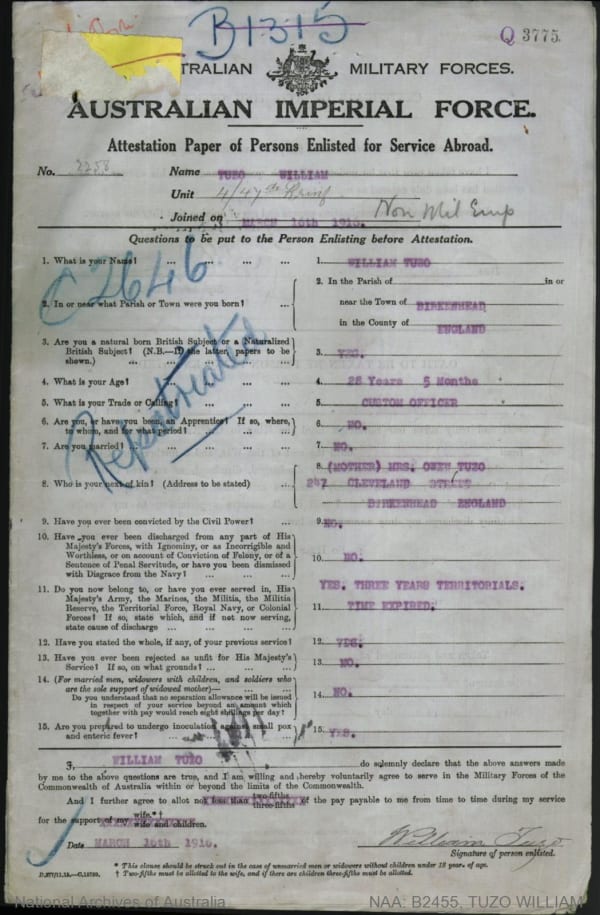 B1315
Q 3775.
TRALIAN MILITARY FORCES.
AUSTRALIAN IMPERIAL FORCE.
Attestation Paper of Persons Enlisted for Service Abroad.
No. 2258 Name TUZO WILLIAM
Unit 4/47th Reinf
Joined on MARCH 16th 1916. Non Mil Emp
Questions to be put to the Person Enlisting before Attestation.
C2646
Repatriated
1. What is your Name? ... ... ... ... 1. WILLIAM TUZO
2. In or near what Parish or Town were you born? ... 2. In the Parish of in or
near the Town of BIRKENHEAD
in the County of ENGLAND
3. Are you a natural born British Subject or a Naturalized
British Subject? (N.B.—If the latter, papers to be
shown.) ... ... ... ... 3. YES.
4. What is your Age? ... ... ... ... 4. 28 Years 5 Months
5. What is your Trade or Calling? ... ... ... 5. CUSTOM OFFICER
6. Are you, or have you been, an Apprentice? If so, where,
to whom, and for what period? ... ... ... 6. NO.
7. Are you married? ... ... ... ... 7. NO.
8. Who is your next of kin? (Address to be stated) ... 8. (MOTHER) MRS. OWEN TUZO
247 CLEVELAND STREET
BIRKENHEAD ENGLAND
9. Have you ever been convicted by the Civil Power? ... 9. NO.
10. Have you ever been discharged from any part of His
Majesty's Forces, with Ignominy, or as Incorrigible and
Worthless, or on account of Conviction of Felony, or of a
Sentence of Penal Servitude, or have you been dismissed
with Disgrace from the Navy? ... ... ... 10. NO.
11. Do you now belong to, or have you ever served in, His
Majesty's Army, the Marines, the Militia, the Militia
Reserve, the Territorial Force, Royal Navy, or Colonial
Forces? If so, state which, and if not now serving,
state cause of discharge ... ... ... 11. YES. THREE YEARS TERRITORIALS.
TIME EXPIRED.
12. Have you stated the whole, if any, of your previous service? 12. YES.
13. Have you ever been rejected as unfit for His Majesty's
Service? If so, on what grounds? ... ... ... 13. NO.
14. (For married men, widowers with children, and soldiers who
are the sole support of widowed mother)—
Do you understand that no separation allowance will be issued
in respect of your service beyond an amount which
together with pay would reach eight shillings per day? 14. NO.
15. Are you prepared to undergo inoculation against small pox
and enteric fever? ... ... ... 15. YES.
I, WILLIAM TUZO do solemnly declare that the above answers made
by me to the above questions are true, and I am willing and hereby voluntarily agree to serve in the Military Forces of the
Commonwealth of Australia within or beyond the limits of the Commonwealth.
And I further agree to allot not less than two-fifths three-fifths of the pay payable to me from time to time during my service
for the support of my wife.*† wife and children.
Date MARCH 16th 1916. William Tuzo
Signature of person enlisted.
* This clause should be struck out in the case of unmarried men or widowers without children under 18 years of age.
† Two-fifths must be allotted to the wife, and if there are children three-fifths must be allotted.
National Archives of Australia NAA: B2455, TUZO WILLIAM